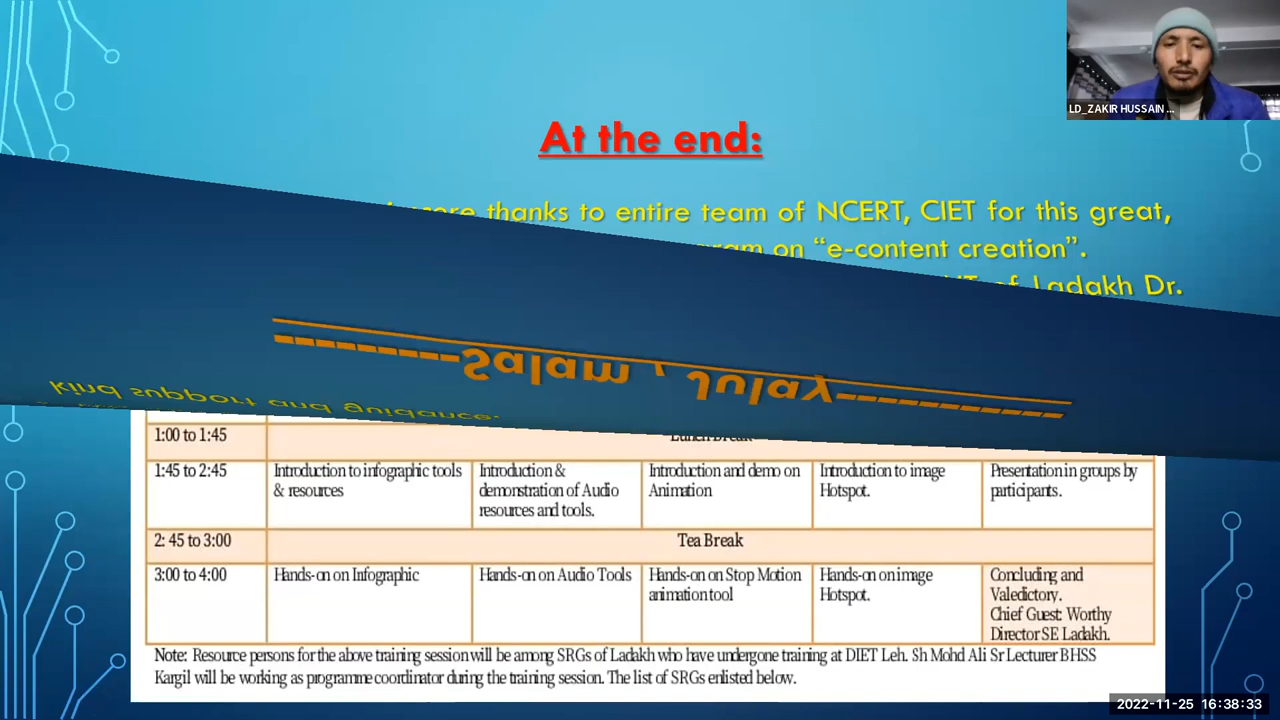 LD_ZAKIR HUSSAIN ...
At the end:
thanks to entire team of NCERT, CIET for this great,
on “e-content creation”.
of Ladakh Dr.
----------Salam , Julay------------
kind support and guidance.
1:00 to 1:45 Lunch Break
1:45 to 2:45 Introduction to infographic tools & resources Introduction & demonstration of Audio resources and tools. Introduction and demo on Animation Introduction to image Hotspot. Presentation in groups by participants.
2: 45 to 3:00 Tea Break
3:00 to 4:00 Hands-on on Infographic Hands-on on Audio Tools Hands-on on Stop Motion animation tool Hands-on on image Hotspot. Concluding and Valedictory. Chief Guest: Worthy Director SE Ladakh.
Note: Resource persons for the above training session will be among SRGs of Ladakh who have undergone training at DIET Leh. Sh Mohd Ali Sr Lecturer BHSS
Kargil will be working as programme coordinator during the training session. The list of SRGs enlisted below.
2022-11-25 16:38:33